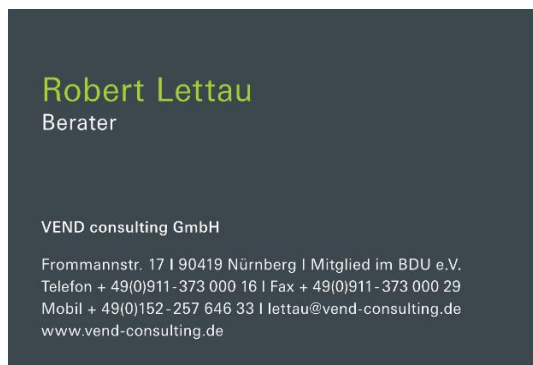 Robert Lettau
Berater
VEND consulting GmbH
Frommannstr. 17 I 90419 Nürnberg I Mitglied im BDU e.V.
Telefon + 49(0)911-373 000 16 I Fax + 49(0)911-373 000 29
Mobil + 49(0)152-257 646 33 I lettau@vend-consulting.de
www.vend-consulting.de